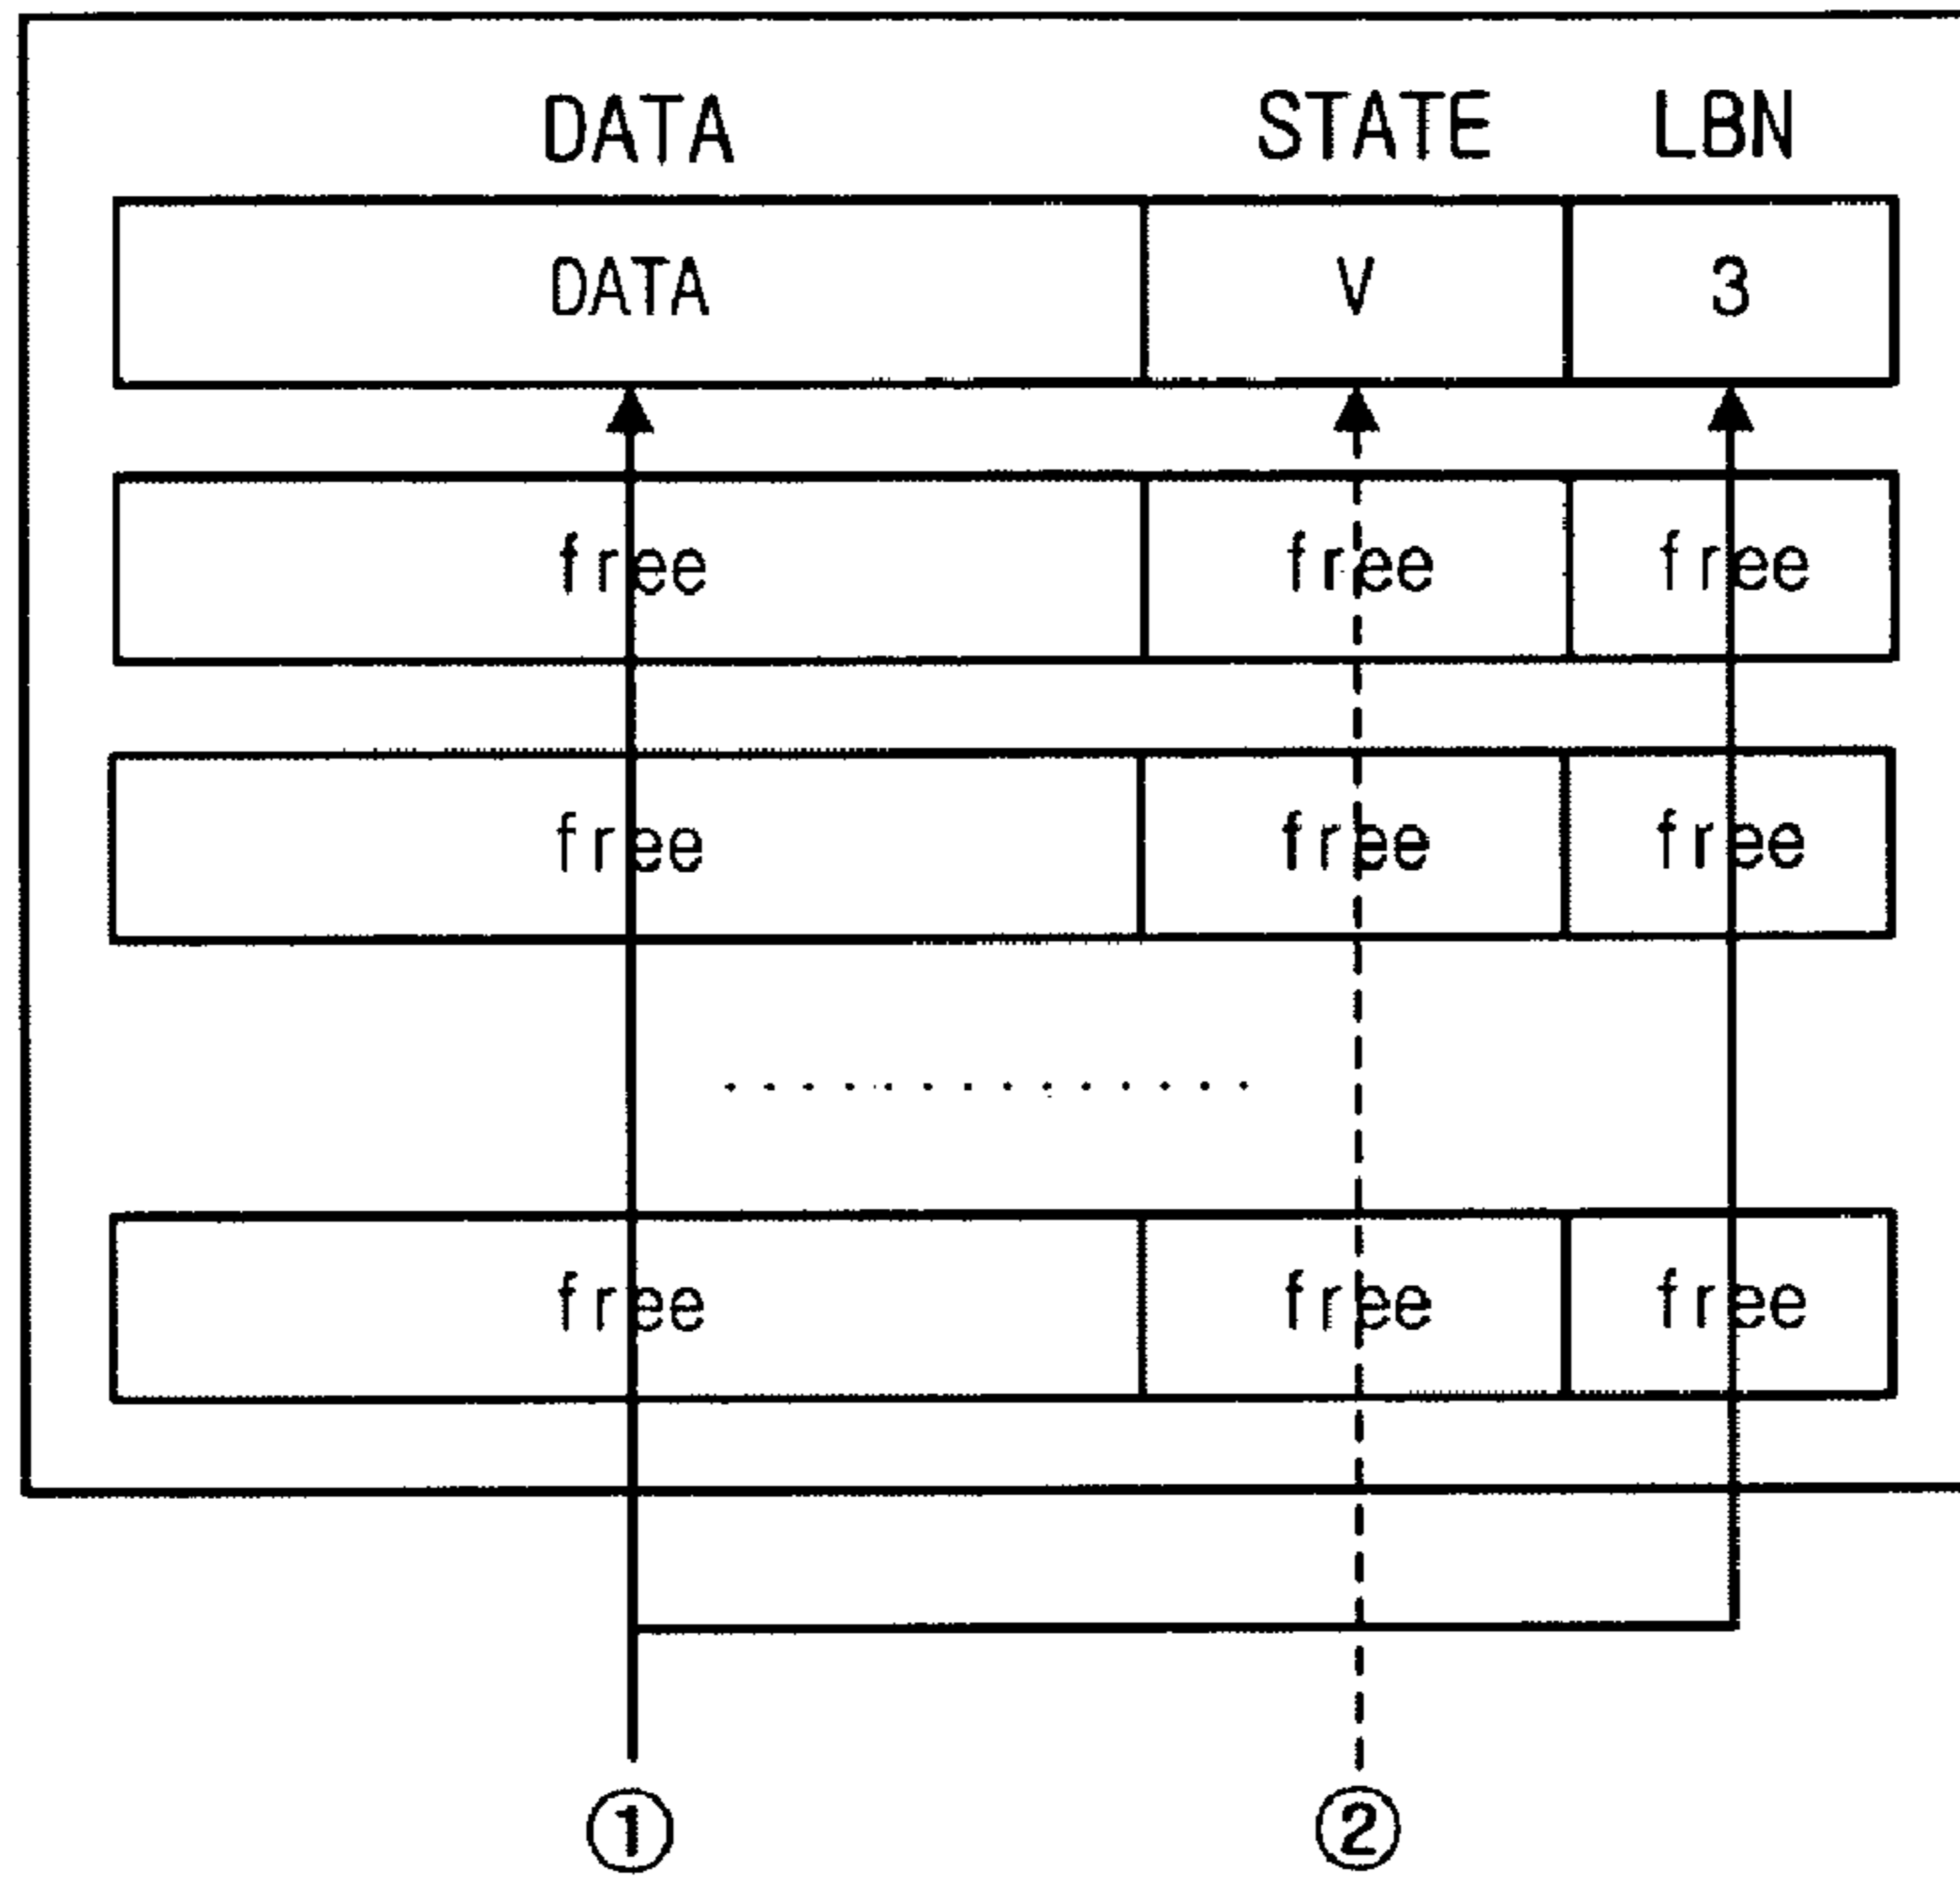 DATA STATE LBN
DATA V 3
free free free
free free free
..............
free free free
① ②